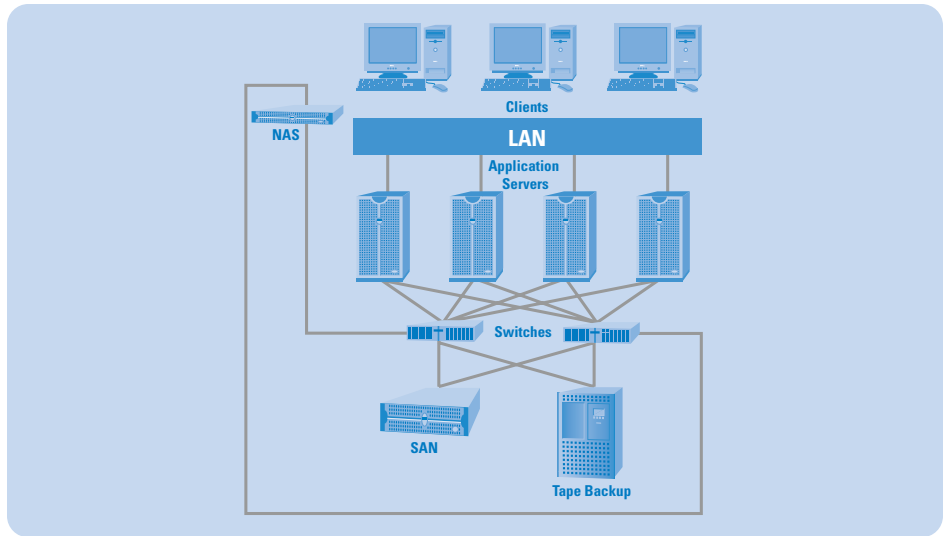 Clients
NAS
LAN
Application
Servers
Switches
SAN
Tape Backup